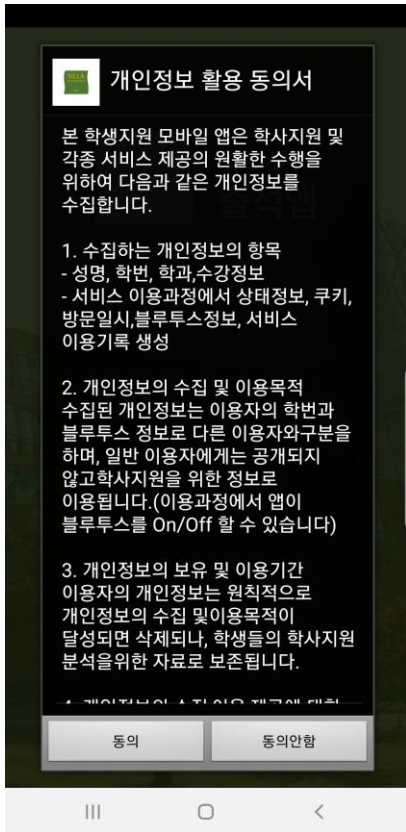 개인정보 활용 동의서
본 학생지원 모바일 앱은 학사지원 및
각종 서비스 제공의 원활한 수행을
위하여 다음과 같은 개인정보를
수집합니다.
1. 수집하는 개인정보의 항목
- 성명, 학번, 학과,수강정보
- 서비스 이용과정에서 상태정보, 쿠키,
방문일시,블루투스정보, 서비스
이용기록 생성
2. 개인정보의 수집 및 이용목적
수집된 개인정보는 이용자의 학번과
블루투스 정보로 다른 이용자와구분을
하며, 일반 이용자에게는 공개되지
않고학사지원을 위한 정보로
이용됩니다.(이용과정에서 앱이
블루투스를 On/Off 할 수 있습니다)
3. 개인정보의 보유 및 이용기간
이용자의 개인정보는 원칙적으로
개인정보의 수집 및이용목적이
달성되면 삭제되나, 학생들의 학사지원
분석을위한 자료로 보존됩니다.
동의
동의안함